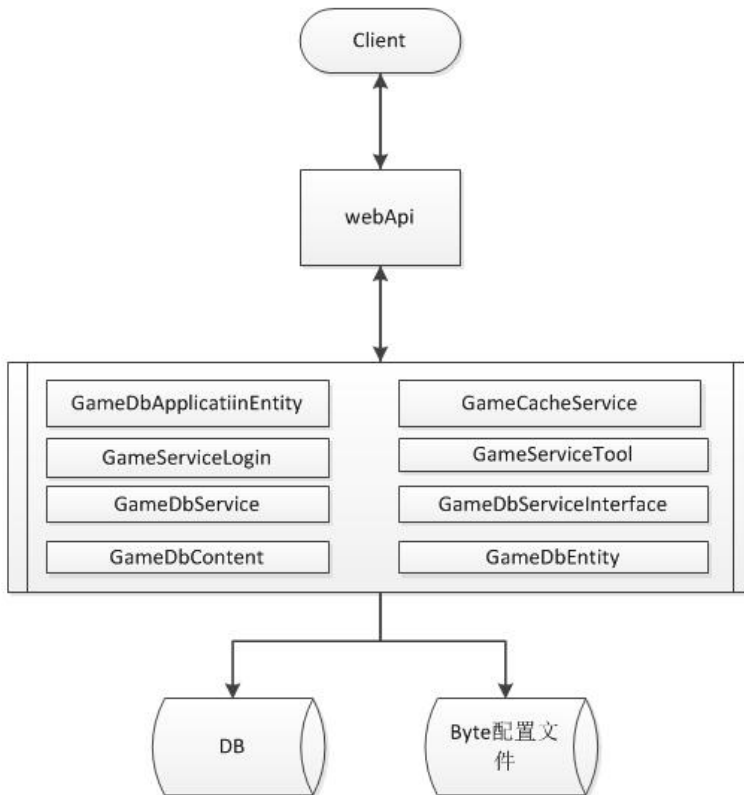 Client
webApi
GameDbApplicatiinEntity
GameCacheService
GameServiceLogin
GameServiceTool
GameDbService
GameDbServiceInterface
GameDbContent
GameDbEntity
DB
Byte配置文
件